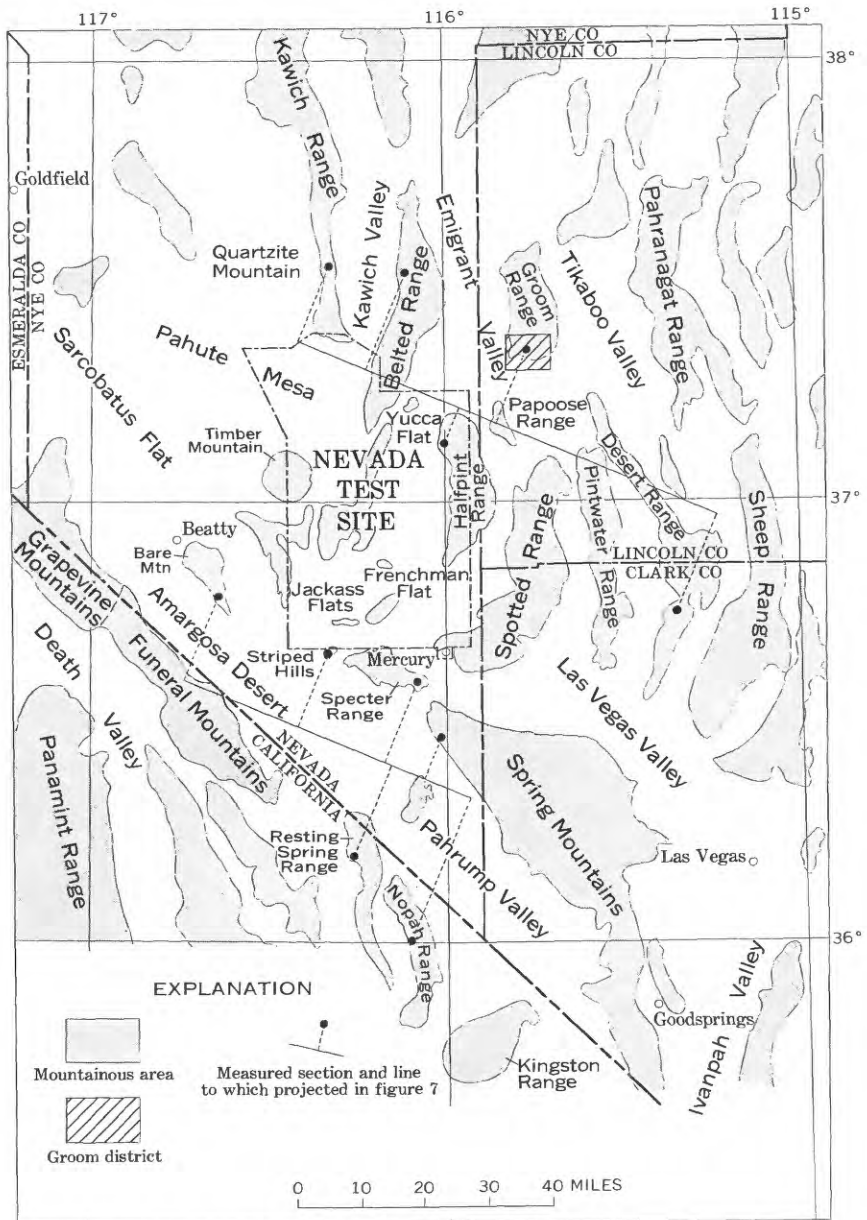 117°
116°
115°
NYE CO
LINCOLN CO
38°
Kawich Range
Goldfield
Kawich Valley
Emigrant Valley
Quartzite
Mountain
Belted Range
Groom
Range
Tikaboo Valley
Pahranagat Range
ESMERALDA CO
NYE CO
Sarcobatus Flat
Pahute Mesa
Papoose
Range
Yucca
Flat
Timber
Mountain
NEVADA
TEST
SITE
Halfpint
Range
Desert Range
Pintwater
Range
37°
Spotted Range
Sheep Range
LINCOLN CO
CLARK CO
Beatty
Bare
Mtn
Grapevine
Mountains
Jackass
Flats
Frenchman
Flat
Amargosa Desert
Death Valley
Funeral Mountains
Striped
Hills
Mercury
Specter
Range
Las Vegas Valley
NEVADA
CALIFORNIA
Panamint Range
Spring Mountains
Resting
Spring
Range
Pahrump Valley
Las Vegas
Nopah Range
36°
Ivanpah Valley
Goodsprings
Kingston
Range
EXPLANATION
Mountainous area
Measured section and line
to which projected in figure 7
Groom district
0 10 20 30 40 MILES